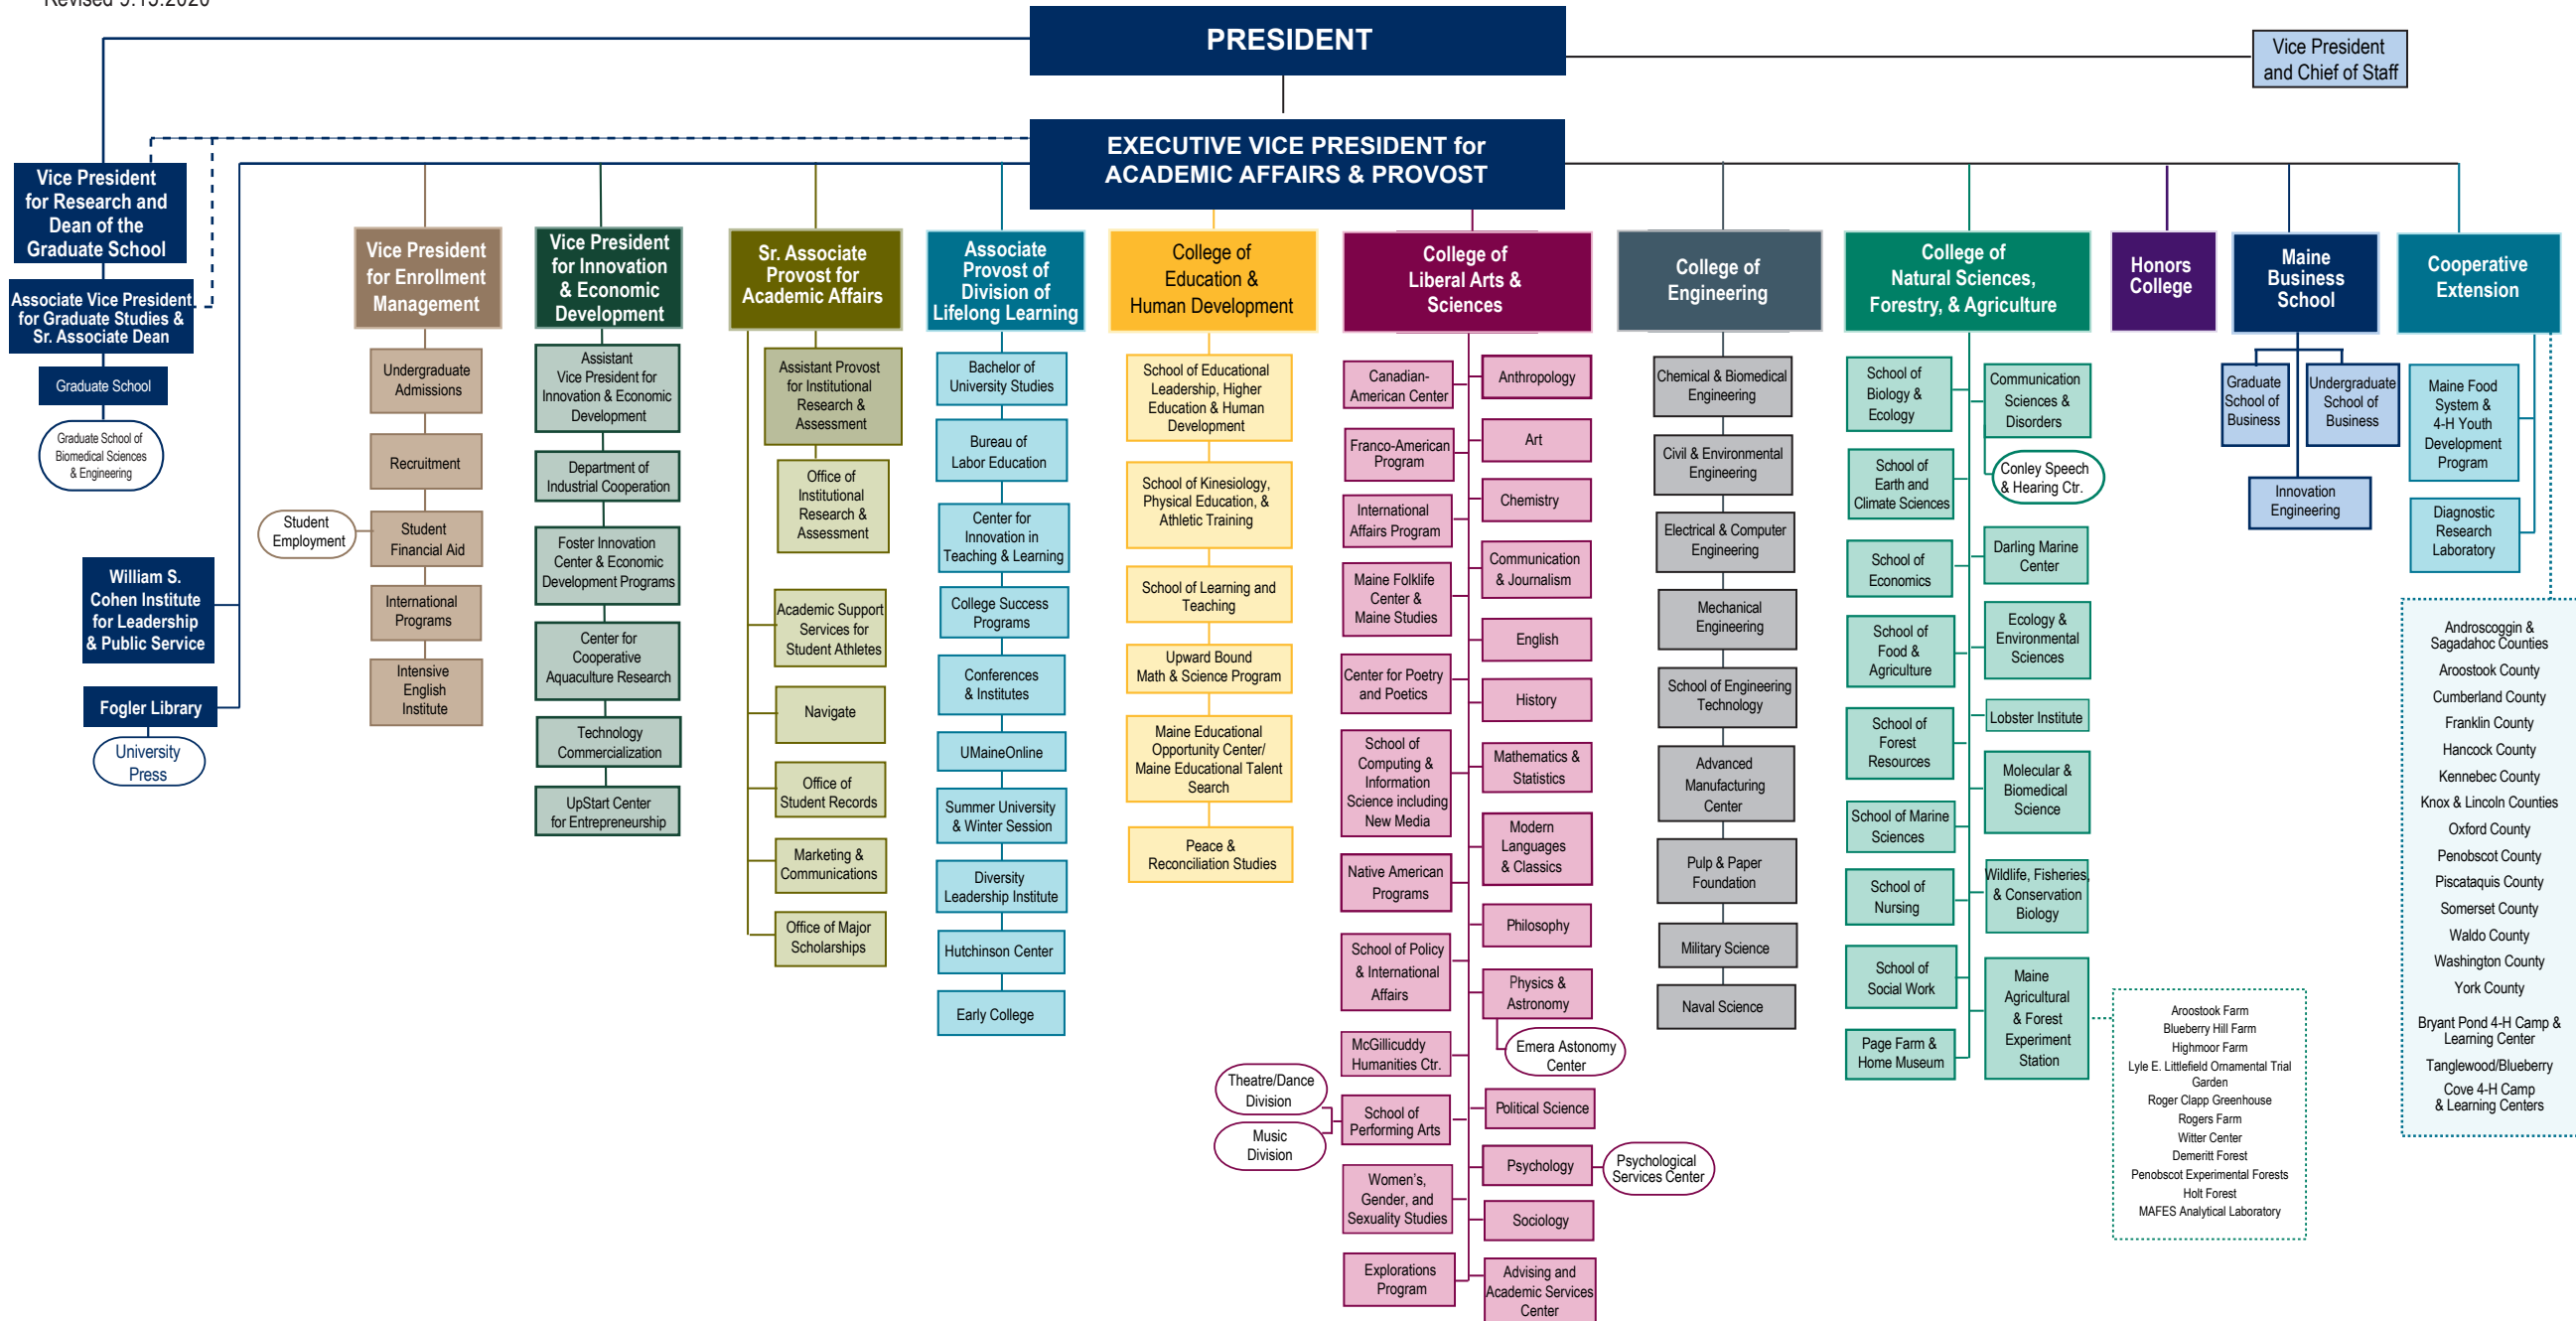 Revised 9.15.2020
PRESIDENT
Vice President
and Chief of Staff
EXECUTIVE VICE PRESIDENT for
ACADEMIC AFFAIRS & PROVOST
Vice President
for Research and
Dean of the
Graduate School
Associate Vice President
for Graduate Studies &
Sr. Associate Dean
Graduate School
Graduate School of
Biomedical Sciences
& Engineering
William S.
Cohen Institute
for Leadership
& Public Service
Fogler Library
University
Press
Vice President
for Enrollment
Management
Undergraduate
Admissions
Recruitment
Student
Employment
Student
Financial Aid
International
Programs
Intensive
English
Institute
Vice President
for Innovation
& Economic
Development
Assistant
Vice President for
Innovation & Economic
Development
Department of
Industrial Cooperation
Foster Innovation
Center & Economic
Development Programs
Center for
Cooperative
Aquaculture Research
Technology
Commercialization
UpStart Center
for Entrepreneurship
Sr. Associate
Provost for
Academic Affairs
Assistant Provost
for Institutional
Research &
Assessment
Office of
Institutional
Research &
Assessment
Academic Support
Services for
Student Athletes
Navigate
Office of
Student Records
Marketing &
Communications
Office of Major
Scholarships
Associate
Provost of
Division of
Lifelong Learning
Bachelor of
University Studies
Bureau of
Labor Education
Center for
Innovation in
Teaching & Learning
College Success
Programs
Conferences
& Institutes
UMaineOnline
Summer University
& Winter Session
Diversity
Leadership Institute
Hutchinson Center
Early College
College of
Education &
Human Development
School of Educational
Leadership, Higher
Education & Human
Development
School of Kinesiology,
Physical Education, &
Athletic Training
School of Learning and
Teaching
Upward Bound
Math & Science Program
Maine Educational
Opportunity Center/
Maine Educational Talent
Search
Peace &
Reconciliation Studies
College of
Liberal Arts &
Sciences
Canadian-
American Center
Franco-American
Program
International
Affairs Program
Maine Folklife
Center &
Maine Studies
Center for Poetry
and Poetics
School of
Computing &
Information
Science including
New Media
Native American
Programs
School of Policy
& International
Affairs
McGillicuddy
Humanities Ctr.
Theatre/Dance
Division
Music
Division
School of
Performing Arts
Women's,
Gender, and
Sexuality Studies
Explorations
Program
Anthropology
Art
Chemistry
Communication
& Journalism
English
History
Mathematics &
Statistics
Modern
Languages
& Classics
Philosophy
Physics &
Astronomy
Emera Astonomy
Center
Political Science
Psychology
Psychological
Services Center
Sociology
Advising and
Academic Services
Center
College of
Engineering
Chemical & Biomedical
Engineering
Civil & Environmental
Engineering
Electrical & Computer
Engineering
Mechanical
Engineering
School of Engineering
Technology
Advanced
Manufacturing
Center
Pulp & Paper
Foundation
Military Science
Naval Science
College of
Natural Sciences,
Forestry, & Agriculture
School of
Biology &
Ecology
School of
Earth and
Climate Sciences
School of
Economics
School of
Food &
Agriculture
School of
Forest
Resources
School of Marine
Sciences
School of
Nursing
School of
Social Work
Page Farm &
Home Museum
Communication
Sciences &
Disorders
Conley Speech
& Hearing Ctr.
Darling Marine
Center
Ecology &
Environmental
Sciences
Lobster Institute
Molecular &
Biomedical
Science
Wildlife, Fisheries,
& Conservation
Biology
Maine
Agricultural
& Forest
Experiment
Station
Aroostook Farm
Blueberry Hill Farm
Highmoor Farm
Lyle E. Littlefield Ornamental Trial
Garden
Roger Clapp Greenhouse
Rogers Farm
Witter Center
Demeritt Forest
Penobscot Experimental Forests
Holt Forest
MAFES Analytical Laboratory
Honors
College
Maine
Business
School
Graduate
School of
Business
Undergraduate
School of
Business
Innovation
Engineering
Cooperative
Extension
Maine Food
System &
4-H Youth
Development
Program
Diagnostic
Research
Laboratory
Androscoggin &
Sagadahoc Counties
Aroostook County
Cumberland County
Franklin County
Hancock County
Kennebec County
Knox & Lincoln Counties
Oxford County
Penobscot County
Piscataquis County
Somerset County
Waldo County
Washington County
York County
Bryant Pond 4-H Camp &
Learning Center
Tanglewood/Blueberry
Cove 4-H Camp
& Learning Centers